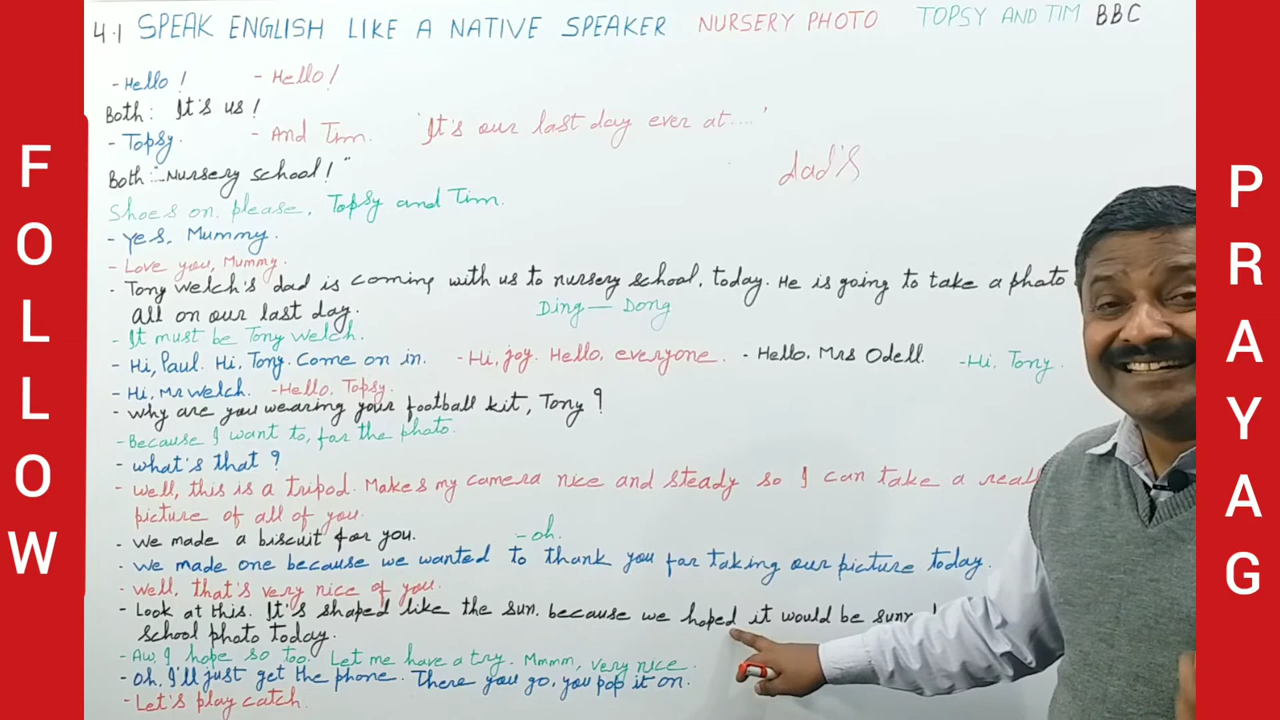 4.1 SPEAK ENGLISH LIKE A NATIVE SPEAKER NURSERY PHOTO TOPSY AND TIM BBC
- Hello! - Hello!
Both: It's us!
- Topsy. - And Tim. 'It's our last day ever at....'
Both: "...Nursery school!"
dad's
Shoes on, please, Topsy and Tim.
- Yes, Mummy.
- Love you, Mummy.
- Tony Welch's dad is coming with us to nursery school, today. He is going to take a photo
all on our last day. Ding — Dong
- It must be Tony Welch.
- Hi, Paul. Hi, Tony. Come on in. - Hi, Joy. Hello, everyone. - Hello, Mrs Odell. - Hi, Tony.
- Hi, Mr Welch. - Hello, Topsy.
- Why are you wearing your football kit, Tony?
- Because I want to, for the photo.
- What's that?
- Well, this is a tripod. Makes my camera nice and steady so I can take a
picture of all of you.
- We made a biscuit for you. - oh.
- We made one because we wanted to thank you for taking our picture today.
- Well, that's very nice of you.
- Look at this. It's shaped like the sun, because we hoped it would be
school photo today.
- Aw, I hope so too. Let me have a try. Mmmm, very nice.
- Oh, I'll just get the phone. There you go, you pop it on.
- Let's play catch.
FOLLOW
PRAYAG